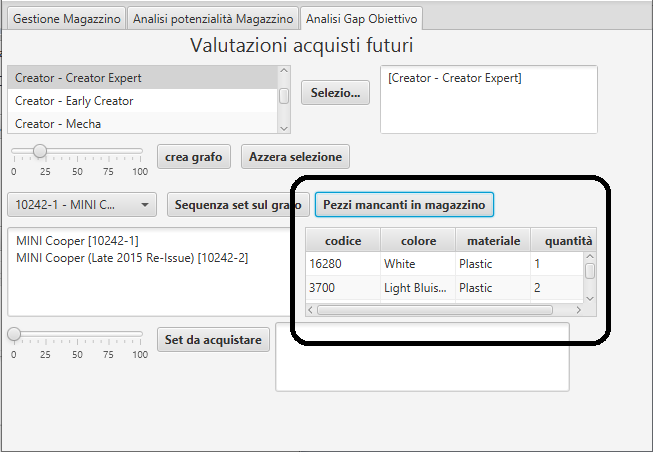 Gestione Magazzino Analisi potenzialità Magazzino Analisi Gap Obiettivo
Valutazioni acquisti futuri
Creator - Creator Expert
Creator - Early Creator
Creator - Mecha
Selezio...
[Creator - Creator Expert]
0 25 50 75 100
crea grafo Azzera selezione
10242-1 - MINI C... Sequenza set sul grafo Pezzi mancanti in magazzino
MINI Cooper [10242-1]
MINI Cooper (Late 2015 Re-Issue) [10242-2]
codice colore materiale quantità
16280 White Plastic 1
3700 Light Bluis... Plastic 2
0 25 50 75 100
Set da acquistare